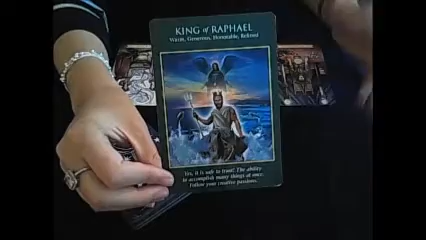 KING of RAPHAEL
Warm, Generous, Honorable, Refined
Yes, it is safe to trust! The ability
to accomplish many things at once.
Follow your creative passions.